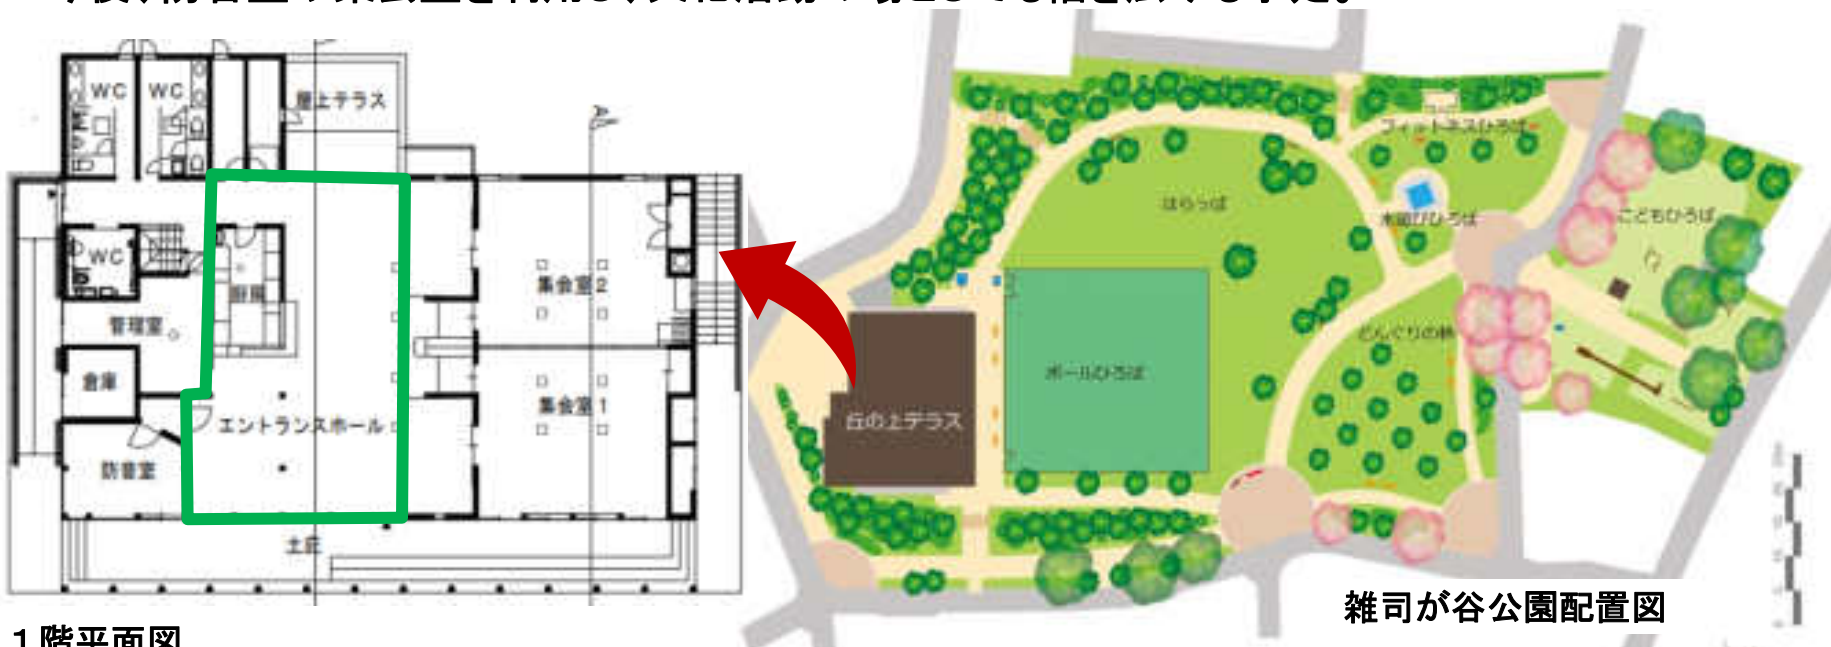 WC
WC
屋上テラス
A
WC
厨房
管理室
集会室2
倉庫
集会室1
エントランスホール
防音室
土庇
1階平面図
フィットネスひろば
はらっぱ
水遊びひろば
こどもひろば
どんぐりの林
ボールひろば
丘の上テラス
雑司が谷公園配置図